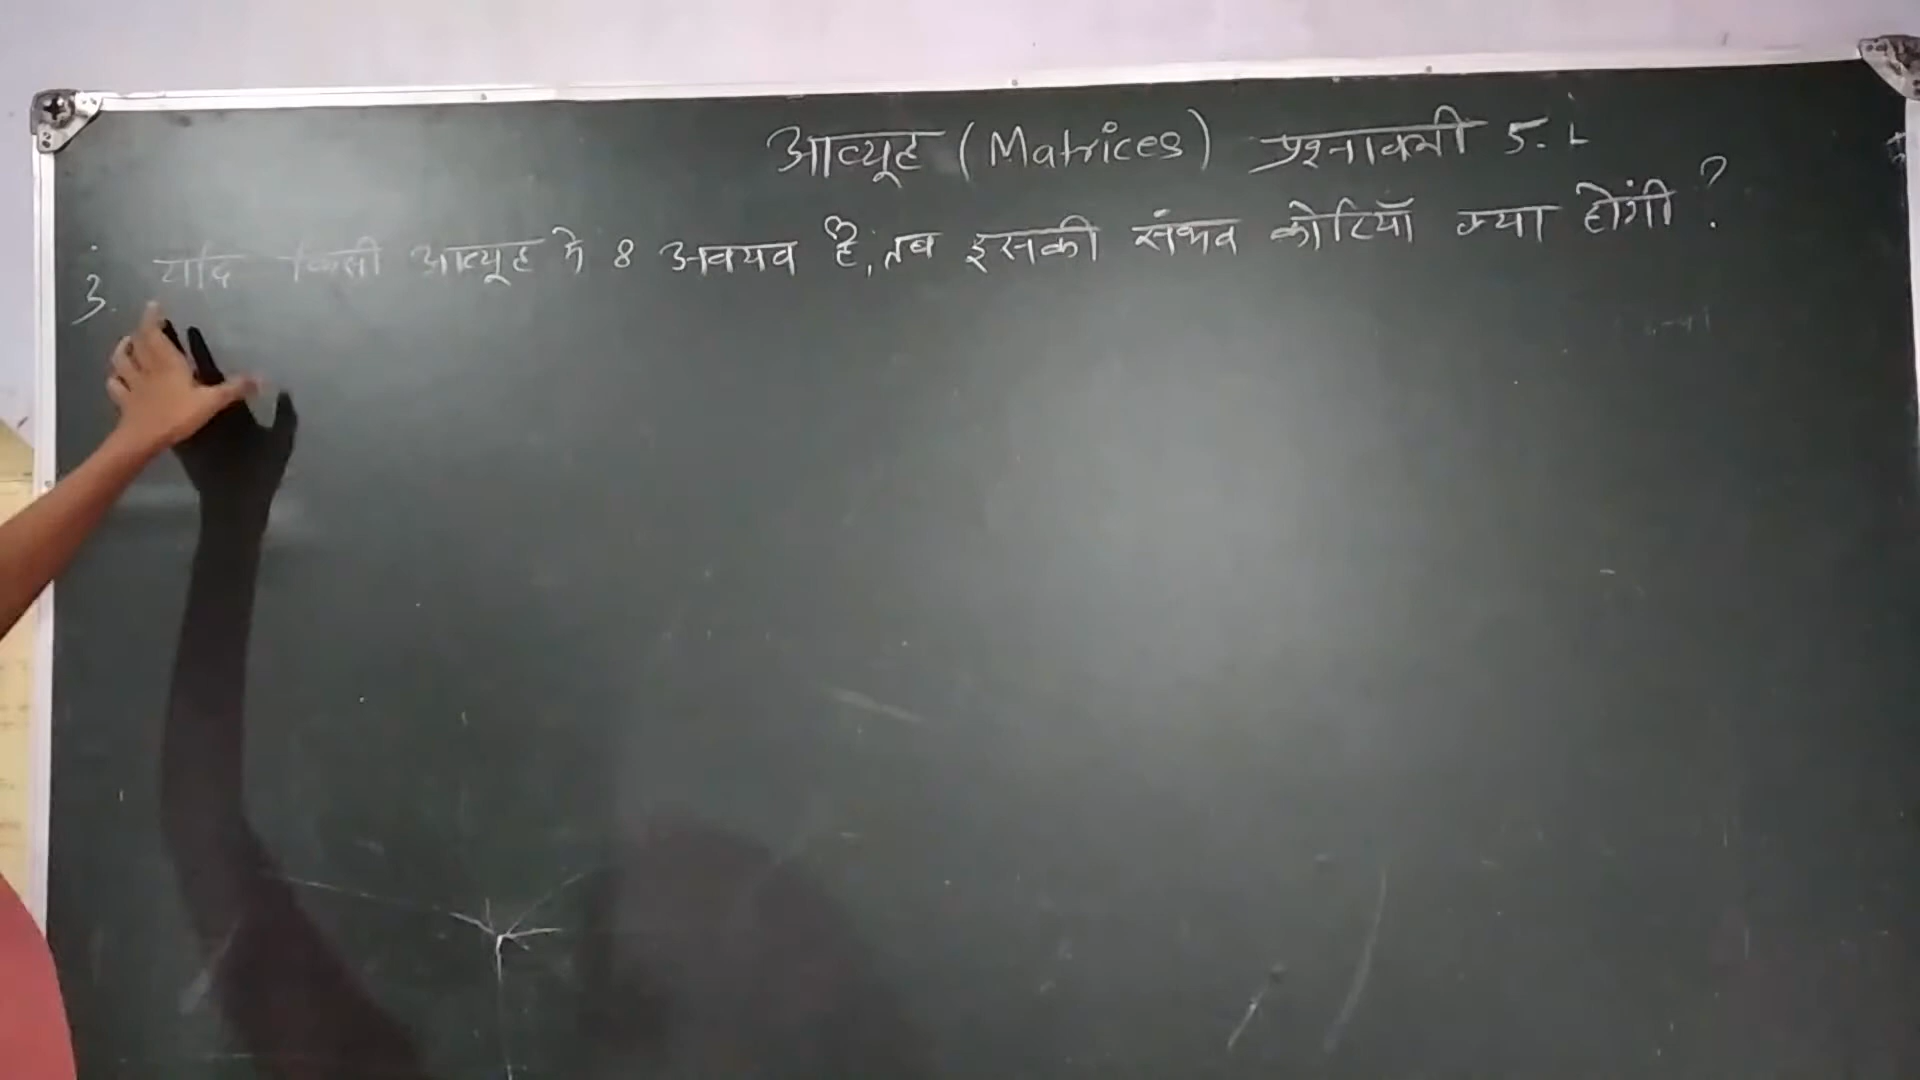 आव्यूह (Matrices) प्रश्नावली 5.1
3. यदि किसी आव्यूह मे 8 अवयव है, तब इसकी संभव कोटियाँ क्या होंगी ?